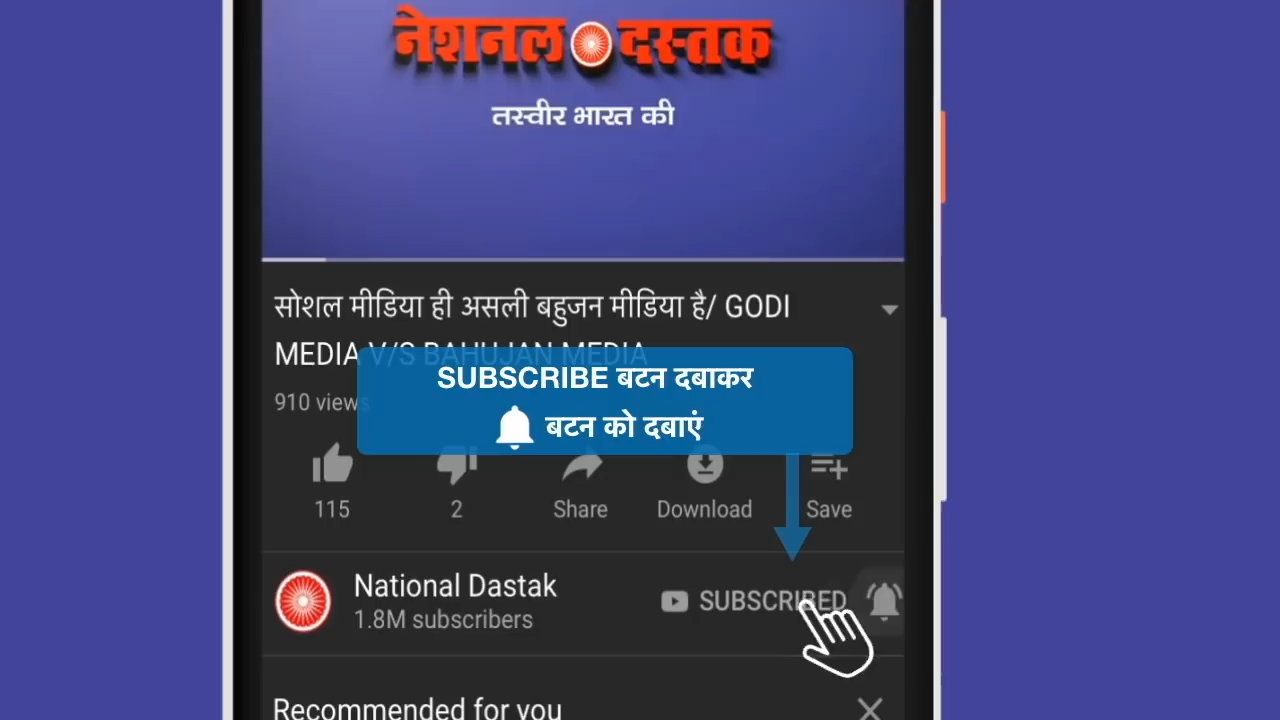 नेशनल दस्तक
तस्वीर भारत की
सोशल मीडिया ही असली बहुजन मीडिया है/ GODI
MEDIA V/S BAHUJAN MEDIA
910 views
SUBSCRIBE बटन दबाकर
बटन को दबाएं
115
2
Share
Download
Save
National Dastak
1.8M subscribers
SUBSCRIBED
Recommended for you